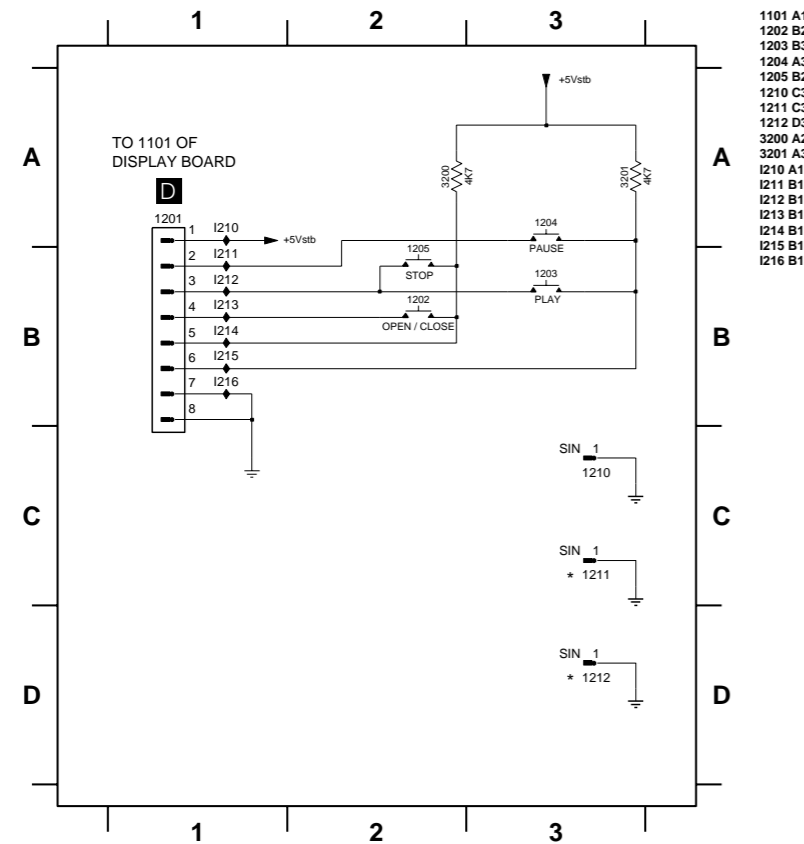 1 2 3
1101 A1
1202 B2
1203 B3
1204 A3
1205 B2
1210 C3
1211 C3
1212 D3
3200 A2
3201 A3
I210 A1
I211 B1
I212 B1
I213 B1
I214 B1
I215 B1
I216 B1
+5Vstb
A A
TO 1101 OF
DISPLAY BOARD
D
3200
4K7
3201
4K7
1201
1 I210
+5Vstb
2 I211
3 I212
4 I213
5 I214
6 I215
7 I216
8
1204
PAUSE
1205
STOP
1203
PLAY
1202
OPEN / CLOSE
B B
SIN 1
1210
C C
SIN 1
* 1211
SIN 1
* 1212
D D
1 2 3